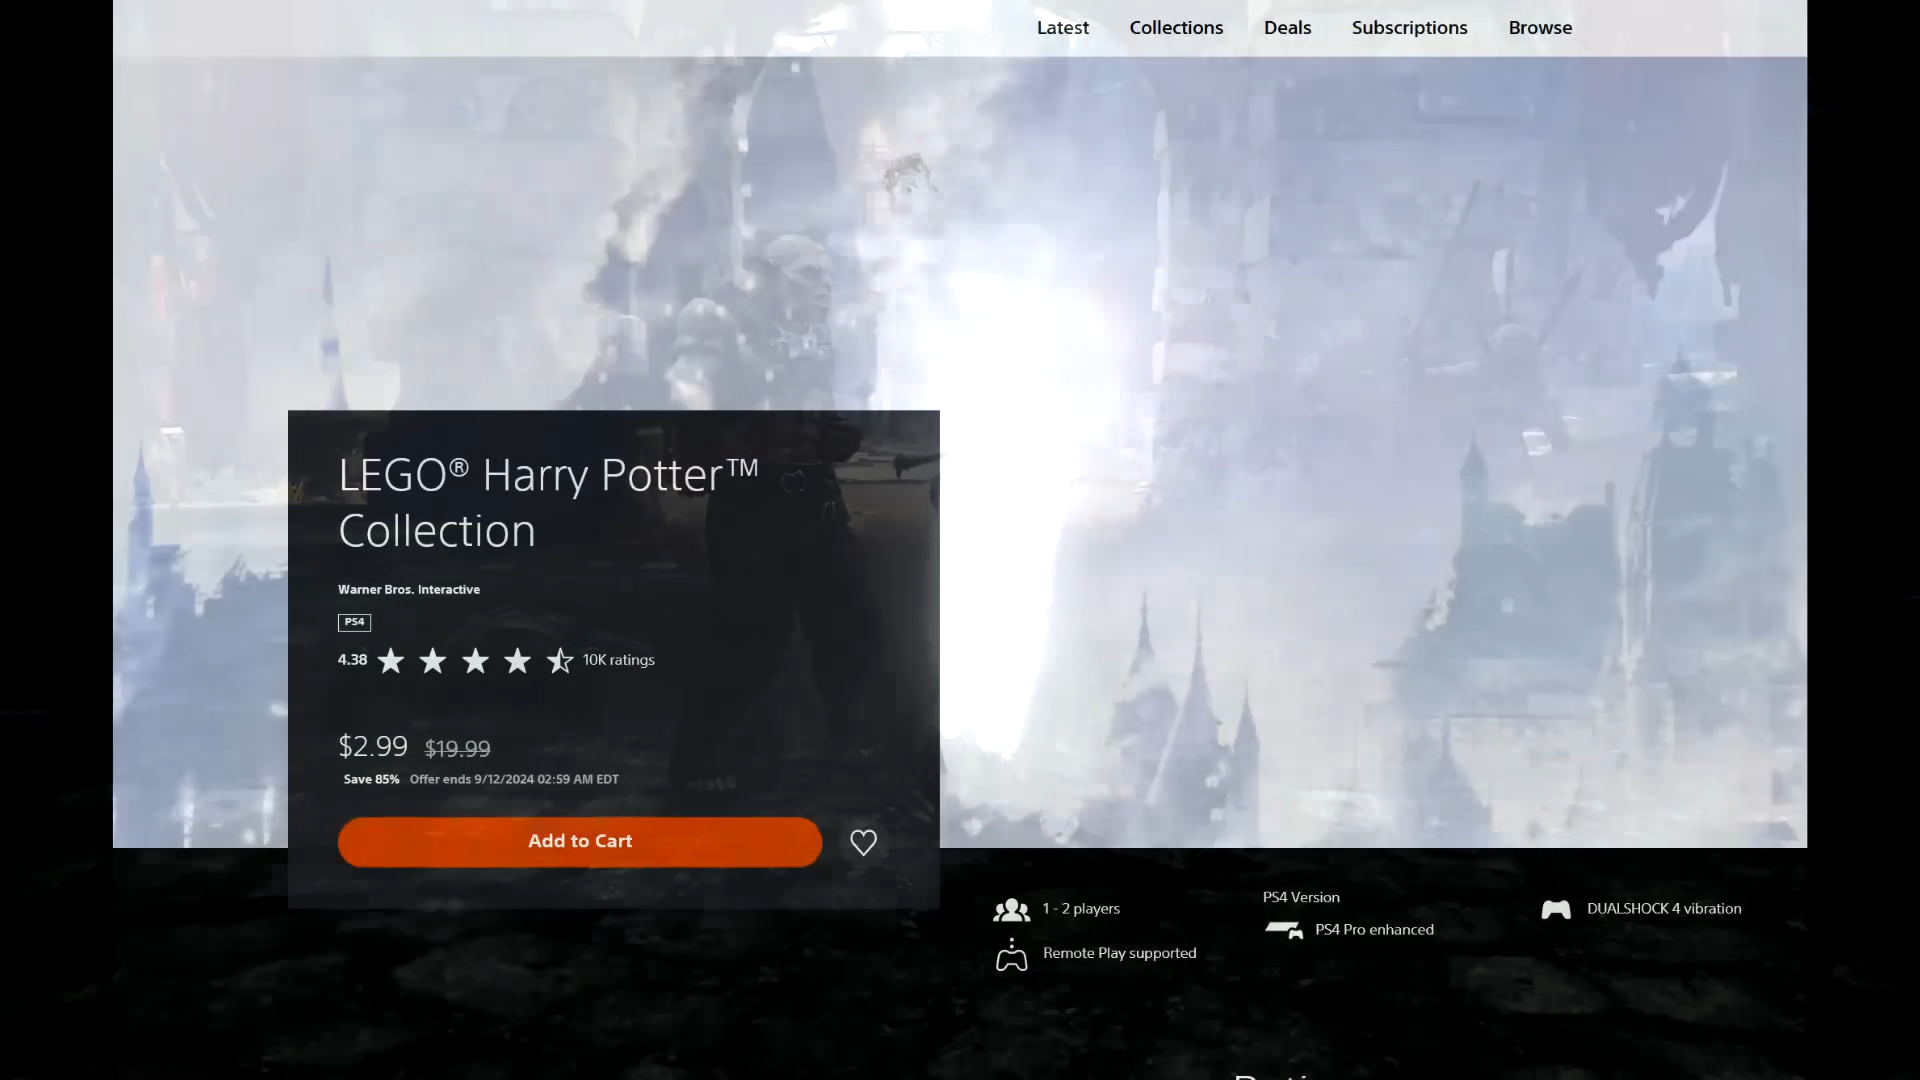 Latest Collections Deals Subscriptions Browse
LEGO® Harry Potter™
Collection
Warner Bros. Interactive
PS4
4.38 10K ratings
$2.99 $19.99
Save 85% Offer ends 9/12/2024 02:59 AM EDT
Add to Cart
1 - 2 players
Remote Play supported
PS4 Version
PS4 Pro enhanced
DUALSHOCK 4 vibration